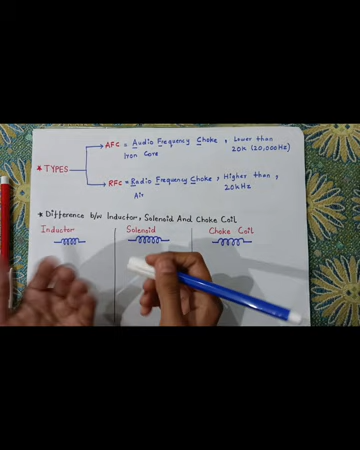 AFC = Audio Frequency Choke, Lower than
Iron Core 20K (20,000Hz)
* TYPES
RFC = Radio Frequency Choke, Higher than,
Air 20kHz
* Difference b/w Inductor, Solenoid And Choke Coil
Inductor Solenoid Choke Coil